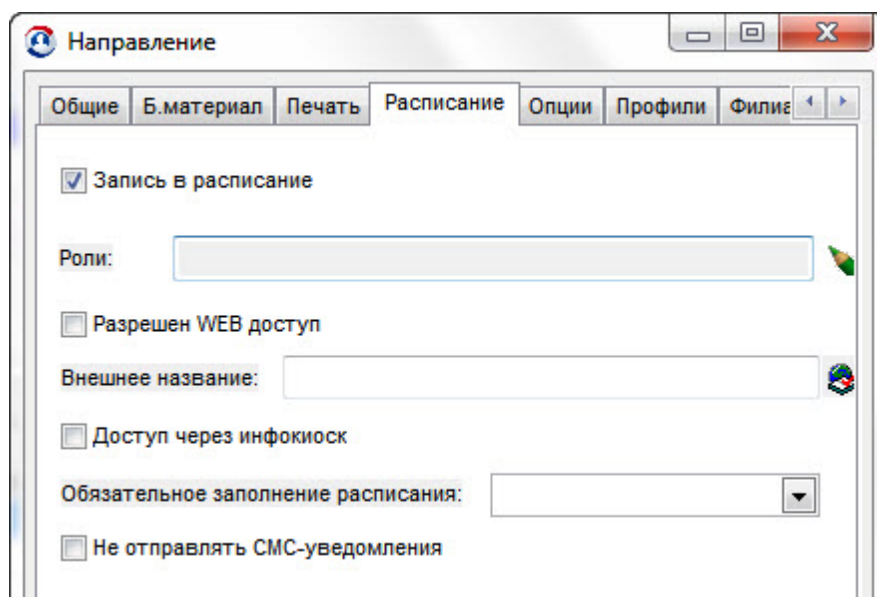 Направление
Общие Б.материал Печать Расписание Опции Профили Филиа
Запись в расписание
Роли:
Разрешен WEB доступ
Внешнее название:
Доступ через инфокиоск
Обязательное заполнение расписания:
Не отправлять СМС-уведомления